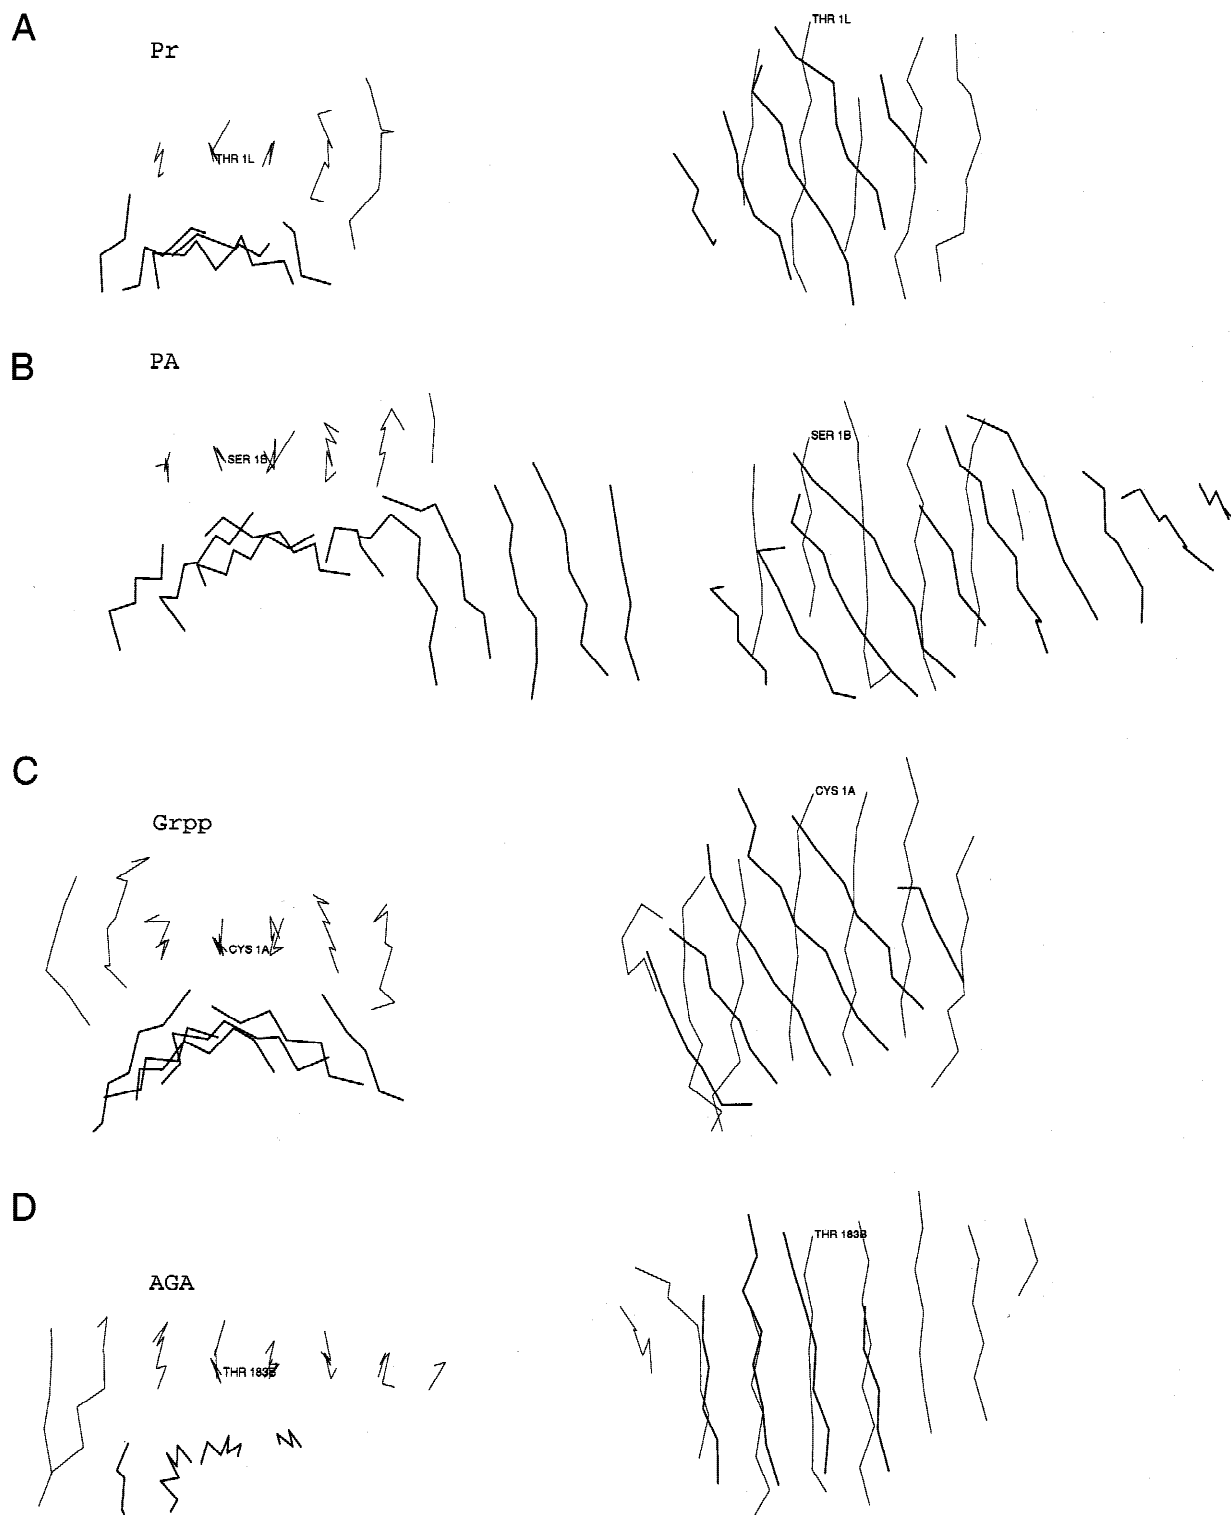 A
Pr
THR 1L
THR 1L
B
PA
SER 1B
SER 1B
C
Grpp
CYS 1A
CYS 1A
D
AGA
THR 183B
THR 183B